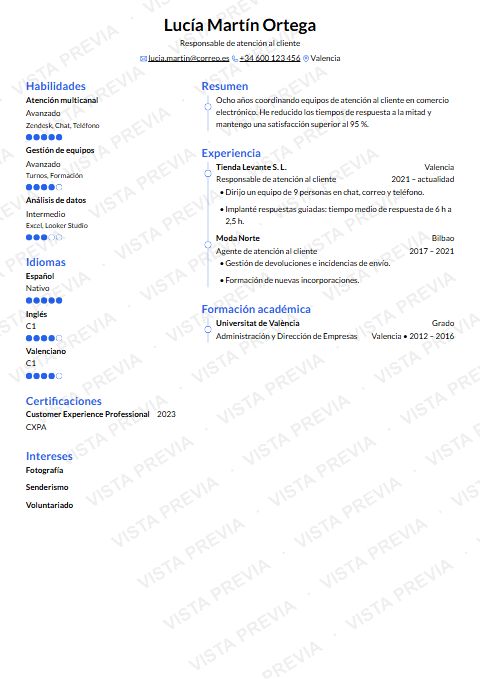 Lucía Martín Ortega
Responsable de atención al cliente
lucia.martin@correo.es +34 600 123 456 Valencia
Habilidades
Atención multicanal
Avanzado
Zendesk, Chat, Teléfono
Gestión de equipos
Avanzado
Turnos, Formación
Análisis de datos
Intermedio
Excel, Looker Studio
Idiomas
Español
Nativo
Inglés
C1
Valenciano
C1
Certificaciones
Customer Experience Professional 2023
CXPA
Intereses
Fotografía
Senderismo
Voluntariado
Resumen
Ocho años coordinando equipos de atención al cliente en comercio
electrónico. He reducido los tiempos de respuesta a la mitad y
mantengo una satisfacción superior al 95 %.
Experiencia
Tienda Levante S. L. Valencia
Responsable de atención al cliente 2021 – actualidad
• Dirijo un equipo de 9 personas en chat, correo y teléfono.
• Implanté respuestas guiadas: tiempo medio de respuesta de 6 h a
2,5 h.
Moda Norte Bilbao
Agente de atención al cliente 2017 – 2021
• Gestión de devoluciones e incidencias de envío.
• Formación de nuevas incorporaciones.
Formación académica
Universitat de València Grado
Administración y Dirección de Empresas Valencia • 2012 – 2016
VISTA PREVIA · VISTA PREVIA · VISTA PREVIA